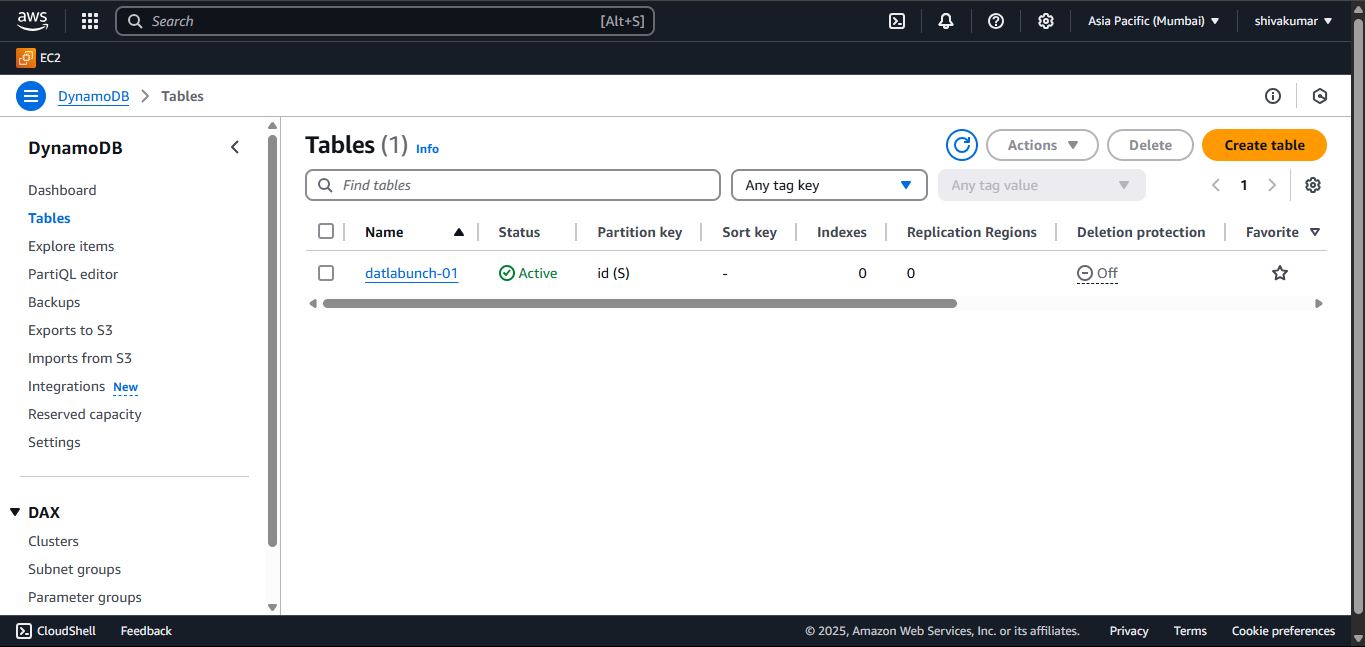 aws Search [Alt+S] Asia Pacific (Mumbai) shivakumar
EC2
DynamoDB Tables
DynamoDB
Dashboard
Tables
Explore items
PartiQL editor
Backups
Exports to S3
Imports from S3
Integrations New
Reserved capacity
Settings
DAX
Clusters
Subnet groups
Parameter groups
Tables (1) Info Actions Delete Create table
Find tables Any tag key Any tag value 1
Name Status Partition key Sort key Indexes Replication Regions Deletion protection Favorite
datlabunch-01 Active id (S) - 0 0 Off
CloudShell Feedback © 2025, Amazon Web Services, Inc. or its affiliates. Privacy Terms Cookie preferences